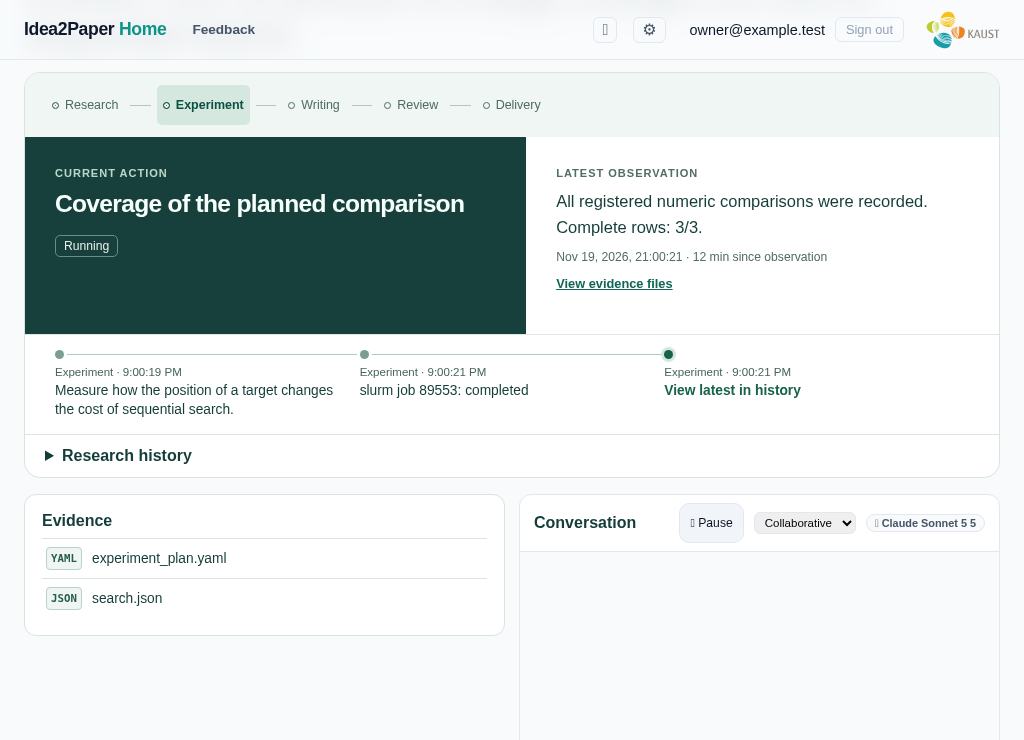 Idea2Paper Home
Feedback
owner@example.test
Sign out
KAUST
Research
Experiment
Writing
Review
Delivery
CURRENT ACTION
Coverage of the planned comparison
Running
LATEST OBSERVATION
All registered numeric comparisons were recorded.
Complete rows: 3/3.
Nov 19, 2026, 21:00:21 · 12 min since observation
View evidence files
Experiment · 9:00:19 PM
Measure how the position of a target changes
the cost of sequential search.
Experiment · 9:00:21 PM
slurm job 89553: completed
Experiment · 9:00:21 PM
View latest in history
Research history
Evidence
YAML experiment_plan.yaml
JSON search.json
Conversation
Pause
Collaborative
Claude Sonnet 5 5